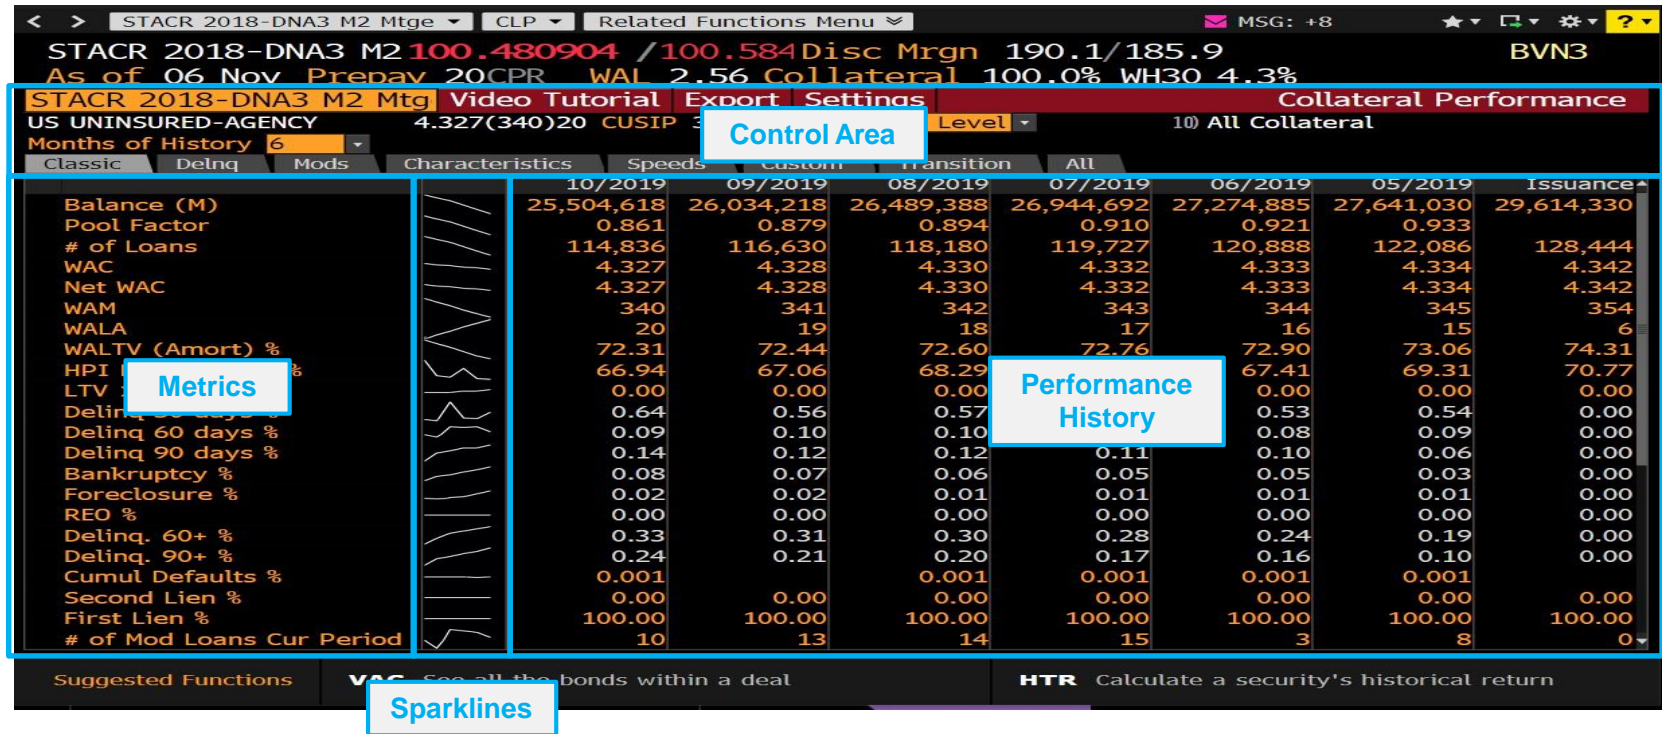 < > STACR 2018-DNA3 M2 Mtge CLP Related Functions Menu MSG: +8 ?
STACR 2018-DNA3 M2 100.480904 /100.584 Disc Mrgn 190.1/185.9 BVN3
As of 06 Nov Prepay 20CPR WAL 2.56 Collateral 100.0% WH30 4.3%
STACR 2018-DNA3 M2 Mtg Video Tutorial Export Settings Collateral Performance
US UNINSURED-AGENCY 4.327(340)20 CUSIP Level 10) All Collateral
Control Area
Months of History 6
Classic Delnq Mods Characteristics Speeds Custom Transition All
10/2019 09/2019 08/2019 07/2019 06/2019 05/2019 Issuance
Balance (M) 25,504,618 26,034,218 26,489,388 26,944,692 27,274,885 27,641,030 29,614,330
Pool Factor 0.861 0.879 0.894 0.910 0.921 0.933
# of Loans 114,836 116,630 118,180 119,727 120,888 122,086 128,444
WAC 4.327 4.328 4.330 4.332 4.333 4.334 4.342
Net WAC 4.327 4.328 4.330 4.332 4.333 4.334 4.342
WAM 340 341 342 343 344 345 354
WALA 20 19 18 17 16 15 6
WALTV (Amort) % 72.31 72.44 72.60 72.76 72.90 73.06 74.31
HPI % 66.94 67.06 68.29 67.41 69.31 70.77
LTV 0.00 0.00 0.00 0.00 0.00 0.00
Metrics
Performance
History
Delinq 30 days % 0.64 0.56 0.57 0.53 0.54 0.00
Delinq 60 days % 0.09 0.10 0.10 0.08 0.09 0.00
Delinq 90 days % 0.14 0.12 0.12 0.11 0.10 0.06 0.00
Bankruptcy % 0.08 0.07 0.06 0.05 0.05 0.03 0.00
Foreclosure % 0.02 0.02 0.01 0.01 0.01 0.01 0.00
REO % 0.00 0.00 0.00 0.00 0.00 0.00 0.00
Delinq. 60+ % 0.33 0.31 0.30 0.28 0.24 0.19 0.00
Delinq. 90+ % 0.24 0.21 0.20 0.17 0.16 0.10 0.00
Cumul Defaults % 0.001 0.001 0.001 0.001 0.001
Second Lien % 0.00 0.00 0.00 0.00 0.00 0.00 0.00
First Lien % 100.00 100.00 100.00 100.00 100.00 100.00 100.00
# of Mod Loans Cur Period 10 13 14 15 3 8 0
Suggested Functions VAC See all the bonds within a deal HTR Calculate a security's historical return
Sparklines